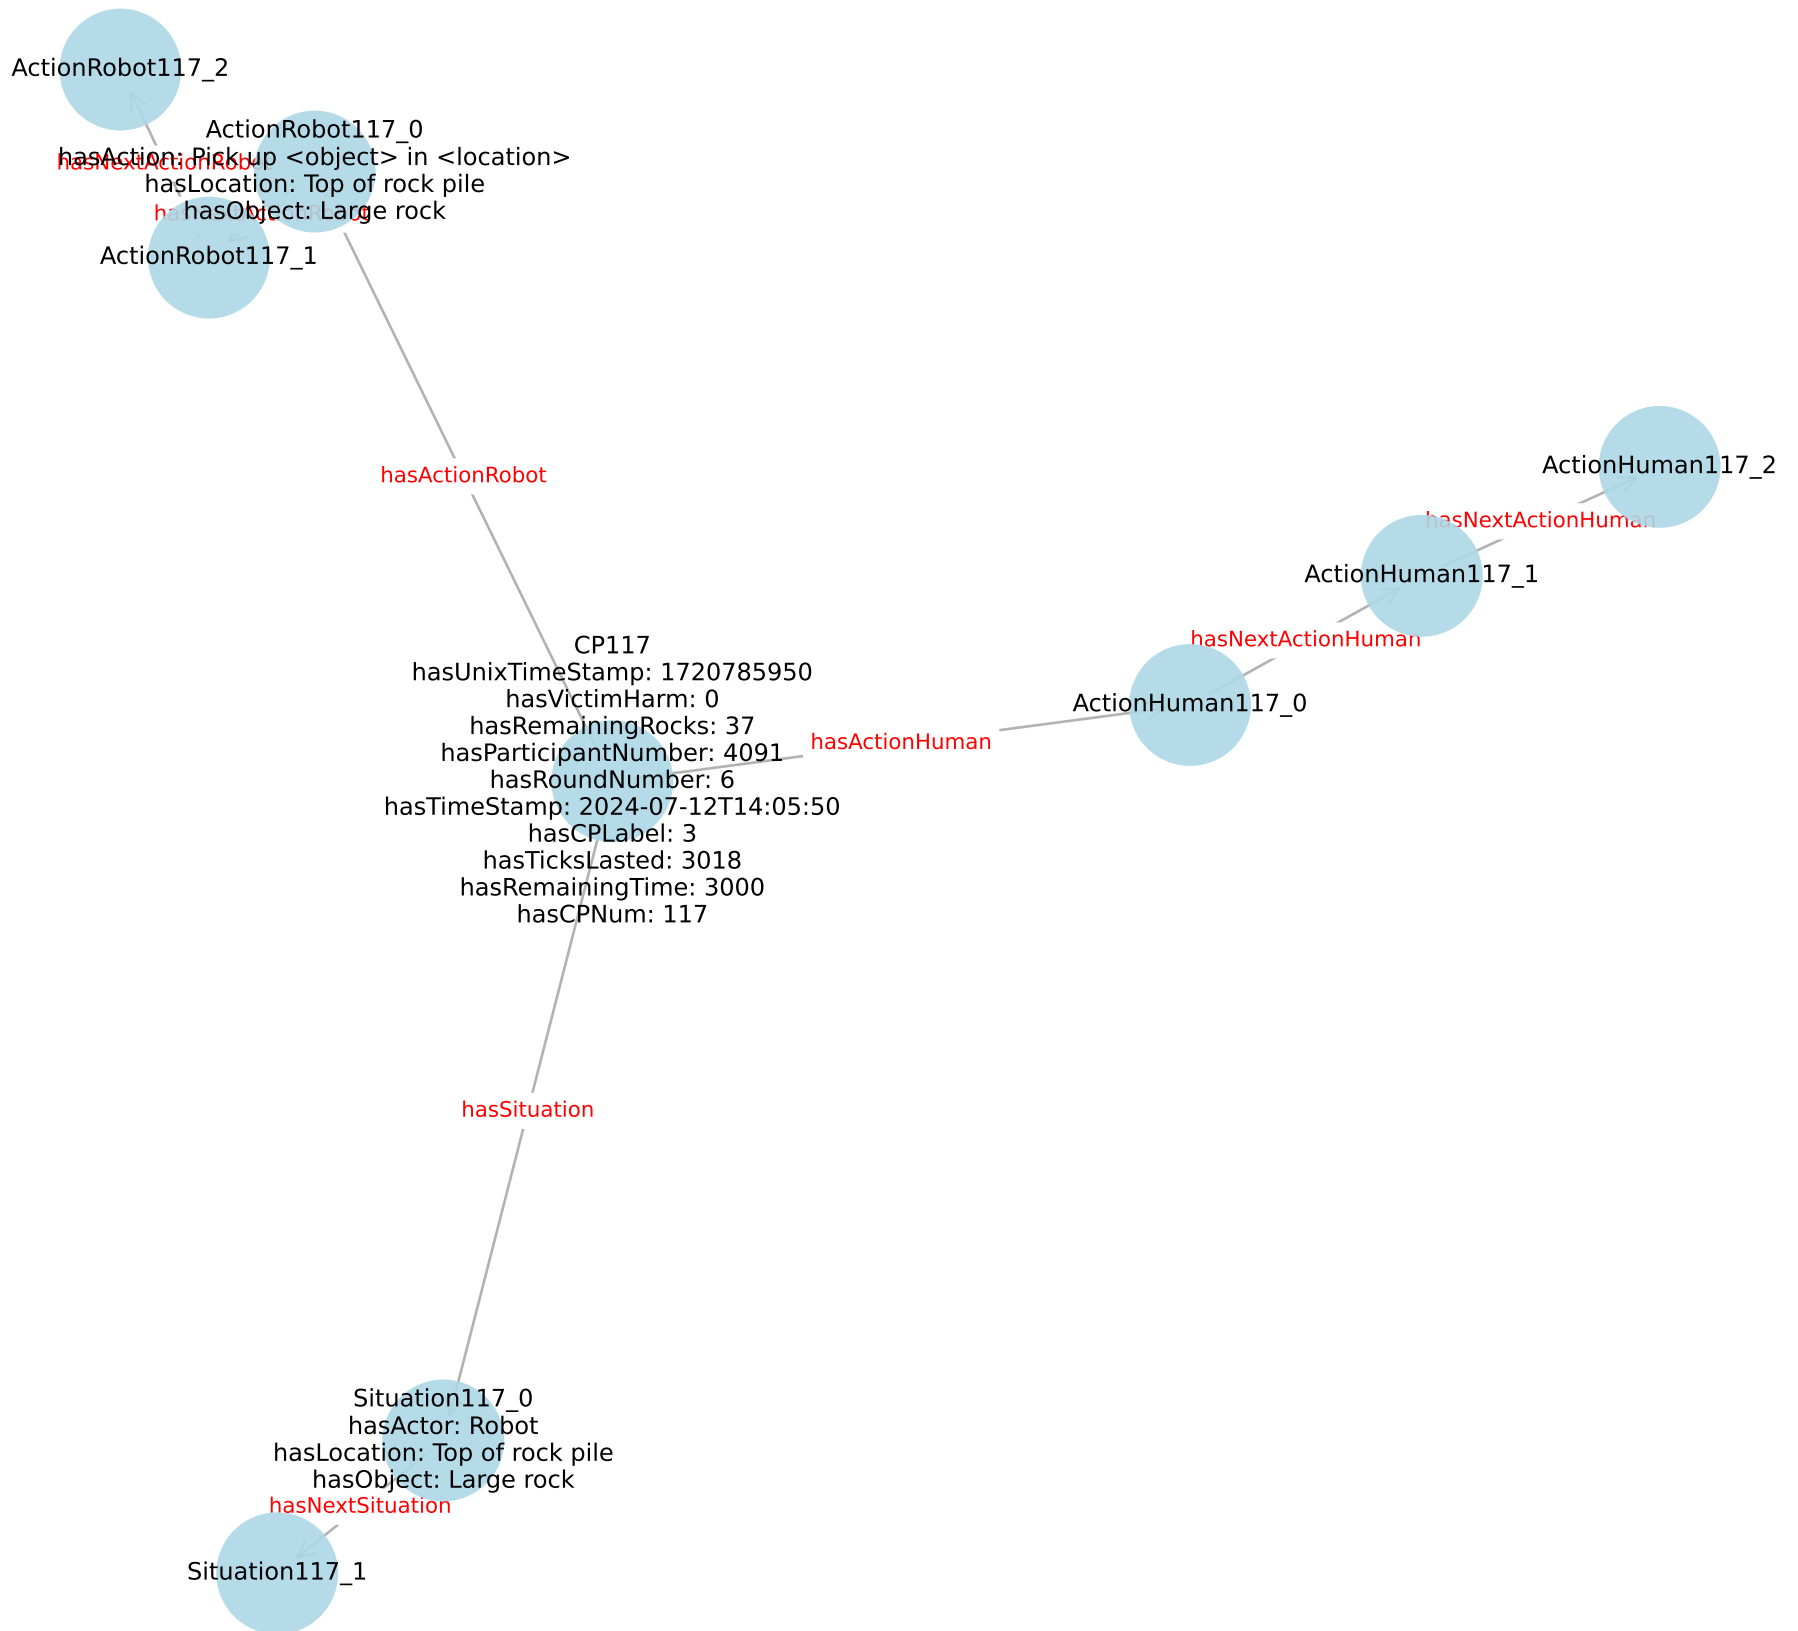 ActionRobot117_2
ActionRobot117_0
hasAction: Pick up <object> in <location>
hasLocation: Top of rock pile
hasObject: Large rock
ActionRobot117_1
hasActionRobot
ActionHuman117_2
hasNextActionHuman
ActionHuman117_1
hasNextActionHuman
ActionHuman117_0
hasActionHuman
CP117
hasUnixTimeStamp: 1720785950
hasVictimHarm: 0
hasRemainingRocks: 37
hasParticipantNumber: 4091
hasRoundNumber: 6
hasTimeStamp: 2024-07-12T14:05:50
hasCPLabel: 3
hasTicksLasted: 3018
hasRemainingTime: 3000
hasCPNum: 117
hasSituation
Situation117_0
hasActor: Robot
hasLocation: Top of rock pile
hasObject: Large rock
hasNextSituation
Situation117_1